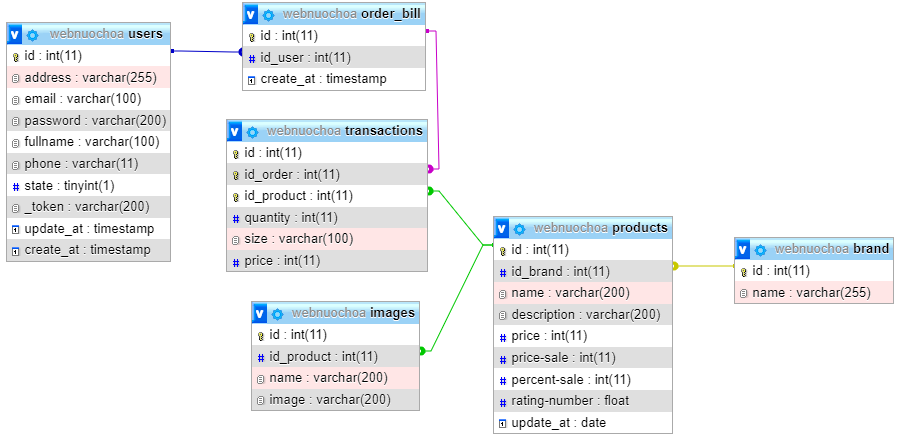 webnuochoa users
id : int(11)
address : varchar(255)
email : varchar(100)
password : varchar(200)
fullname : varchar(100)
phone : varchar(11)
# state : tinyint(1)
_token : varchar(200)
update_at : timestamp
create_at : timestamp
webnuochoa order_bill
id : int(11)
# id_user : int(11)
create_at : timestamp
webnuochoa transactions
id : int(11)
id_order : int(11)
id_product : int(11)
# quantity : int(11)
size : varchar(100)
# price : int(11)
webnuochoa images
id : int(11)
# id_product : int(11)
name : varchar(200)
image : varchar(200)
webnuochoa products
id : int(11)
# id_brand : int(11)
name : varchar(200)
description : varchar(200)
# price : int(11)
# price-sale : int(11)
# percent-sale : int(11)
# rating-number : float
update_at : date
webnuochoa brand
id : int(11)
name : varchar(255)